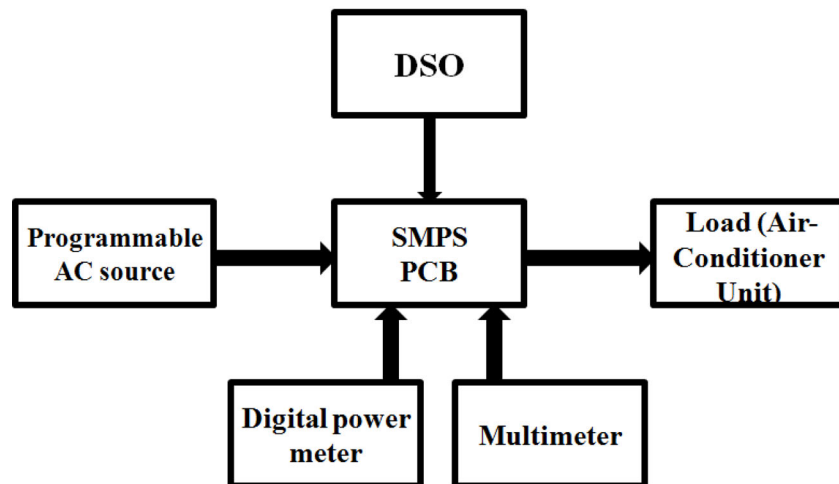 DSO
Programmable
AC source
SMPS
PCB
Load (Air-
Conditioner
Unit)
Digital power
meter
Multimeter